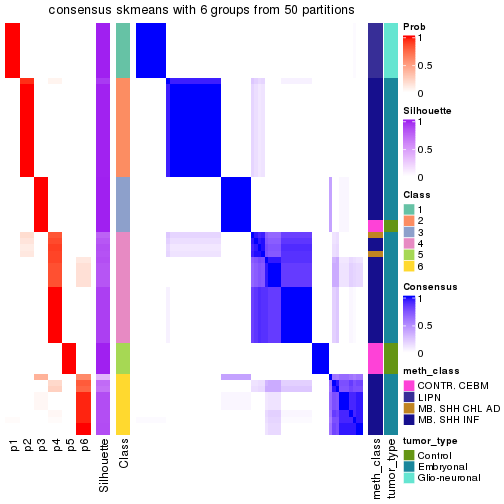 consensus skmeans with 6 groups from 50 partitions
Prob
1
0.5
0
Silhouette
1
0.5
0
Class
1
2
3
4
5
6
Consensus
1
0.5
0
meth_class
CONTR. CEBM
LIPN
MB. SHH CHL AD
MB. SHH INF
tumor_type
Control
Embryonal
Glio-neuronal
p1
p2
p3
p4
p5
p6
Silhouette
Class
meth_class
tumor_type